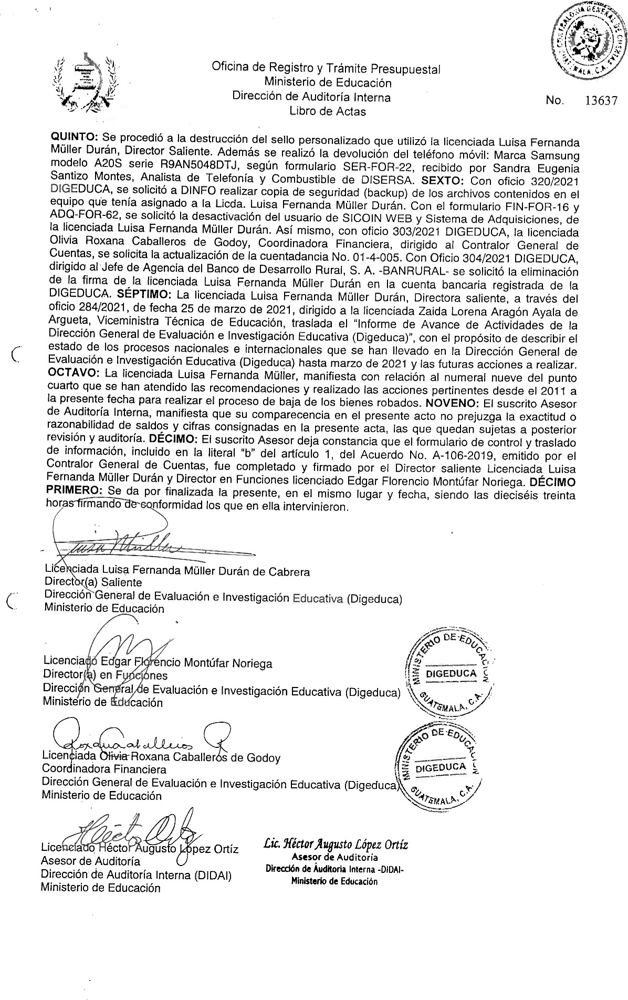 CONTRALORIA GENERAL DE CUENTAS
GUATEMALA, C.A.
Oficina de Registro y Trámite Presupuestal
Ministerio de Educación
Dirección de Auditoría Interna
Libro de Actas
No. 13637
QUINTO: Se procedió a la destrucción del sello personalizado que utilizó la licenciada Luisa Fernanda
Müller Durán, Director Saliente. Además se realizó la devolución del teléfono móvil: Marca Samsung
modelo A20S serie R9AN5048DTJ, según formulario SER-FOR-22, recibido por Sandra Eugenia
Santizo Montes, Analista de Telefonía y Combustible de DISERSA. SEXTO: Con oficio 320/2021
DIGEDUCA, se solicitó a DINFO realizar copia de seguridad (backup) de los archivos contenidos en el
equipo que tenía asignado a la Licda. Luisa Fernanda Müller Durán. Con el formulario FIN-FOR-16 y
ADQ-FOR-62, se solicitó la desactivación del usuario de SICOIN WEB y Sistema de Adquisiciones, de
la licenciada Luisa Fernanda Müller Durán. Así mismo, con oficio 303/2021 DIGEDUCA, la licenciada
Olivia Roxana Caballeros de Godoy, Coordinadora Financiera, dirigido al Contralor General de
Cuentas, se solicita la actualización de la cuentadancia No. 01-4-005. Con Oficio 304/2021 DIGEDUCA,
dirigido al Jefe de Agencia del Banco de Desarrollo Rural, S. A. -BANRURAL- se solicitó la eliminación
de la firma de la licenciada Luisa Fernanda Müller Durán en la cuenta bancaria registrada de la
DIGEDUCA. SÉPTIMO: La licenciada Luisa Fernanda Müller Durán, Directora saliente, a través del
oficio 284/2021, de fecha 25 de marzo de 2021, dirigido a la licenciada Zaida Lorena Aragón Ayala de
Argueta, Viceministra Técnica de Educación, traslada el "Informe de Avance de Actividades de la
Dirección General de Evaluación e Investigación Educativa (Digeduca)", con el propósito de describir el
estado de los procesos nacionales e internacionales que se han llevado en la Dirección General de
Evaluación e Investigación Educativa (Digeduca) hasta marzo de 2021 y las futuras acciones a realizar.
OCTAVO: La licenciada Luisa Fernanda Müller, manifiesta con relación al numeral nueve del punto
cuarto que se han atendido las recomendaciones y realizado las acciones pertinentes desde el 2011 a
la presente fecha para realizar el proceso de baja de los bienes robados. NOVENO: El suscrito Asesor
de Auditoría Interna, manifiesta que su comparecencia en el presente acto no prejuzga la exactitud o
razonabilidad de saldos y cifras consignadas en la presente acta, las que quedan sujetas a posterior
revisión y auditoría. DÉCIMO: El suscrito Asesor deja constancia que el formulario de control y traslado
de información, incluido en la literal "b" del artículo 1, del Acuerdo No. A-106-2019, emitido por el
Contralor General de Cuentas, fue completado y firmado por el Director saliente Licenciada Luisa
Fernanda Müller Durán y Director en Funciones licenciado Edgar Florencio Montúfar Noriega. DÉCIMO
PRIMERO: Se da por finalizada la presente, en el mismo lugar y fecha, siendo las dieciséis treinta
horas firmando de conformidad los que en ella intervinieron.
Luisa Müller
Licenciada Luisa Fernanda Müller Durán de Cabrera
Director(a) Saliente
Dirección General de Evaluación e Investigación Educativa (Digeduca)
Ministerio de Educación
Licenciado Edgar Florencio Montúfar Noriega
Director(a) en Funciones
Dirección General de Evaluación e Investigación Educativa (Digeduca)
Ministerio de Educación
MINISTERIO DE EDUCACIÓN
DIGEDUCA
GUATEMALA, C.A.
Roxana Caballeros
Licenciada Olivia Roxana Caballeros de Godoy
Coordinadora Financiera
Dirección General de Evaluación e Investigación Educativa (Digeduca)
Ministerio de Educación
MINISTERIO DE EDUCACIÓN
DIGEDUCA
GUATEMALA, C.A.
Héctor Ortíz
Licenciado Héctor Augusto López Ortíz
Asesor de Auditoría
Dirección de Auditoría Interna (DIDAI)
Ministerio de Educación
Lic. Héctor Augusto López Ortíz
Asesor de Auditoría
Dirección de Auditoria Interna -DIDAI-
Ministerio de Educación